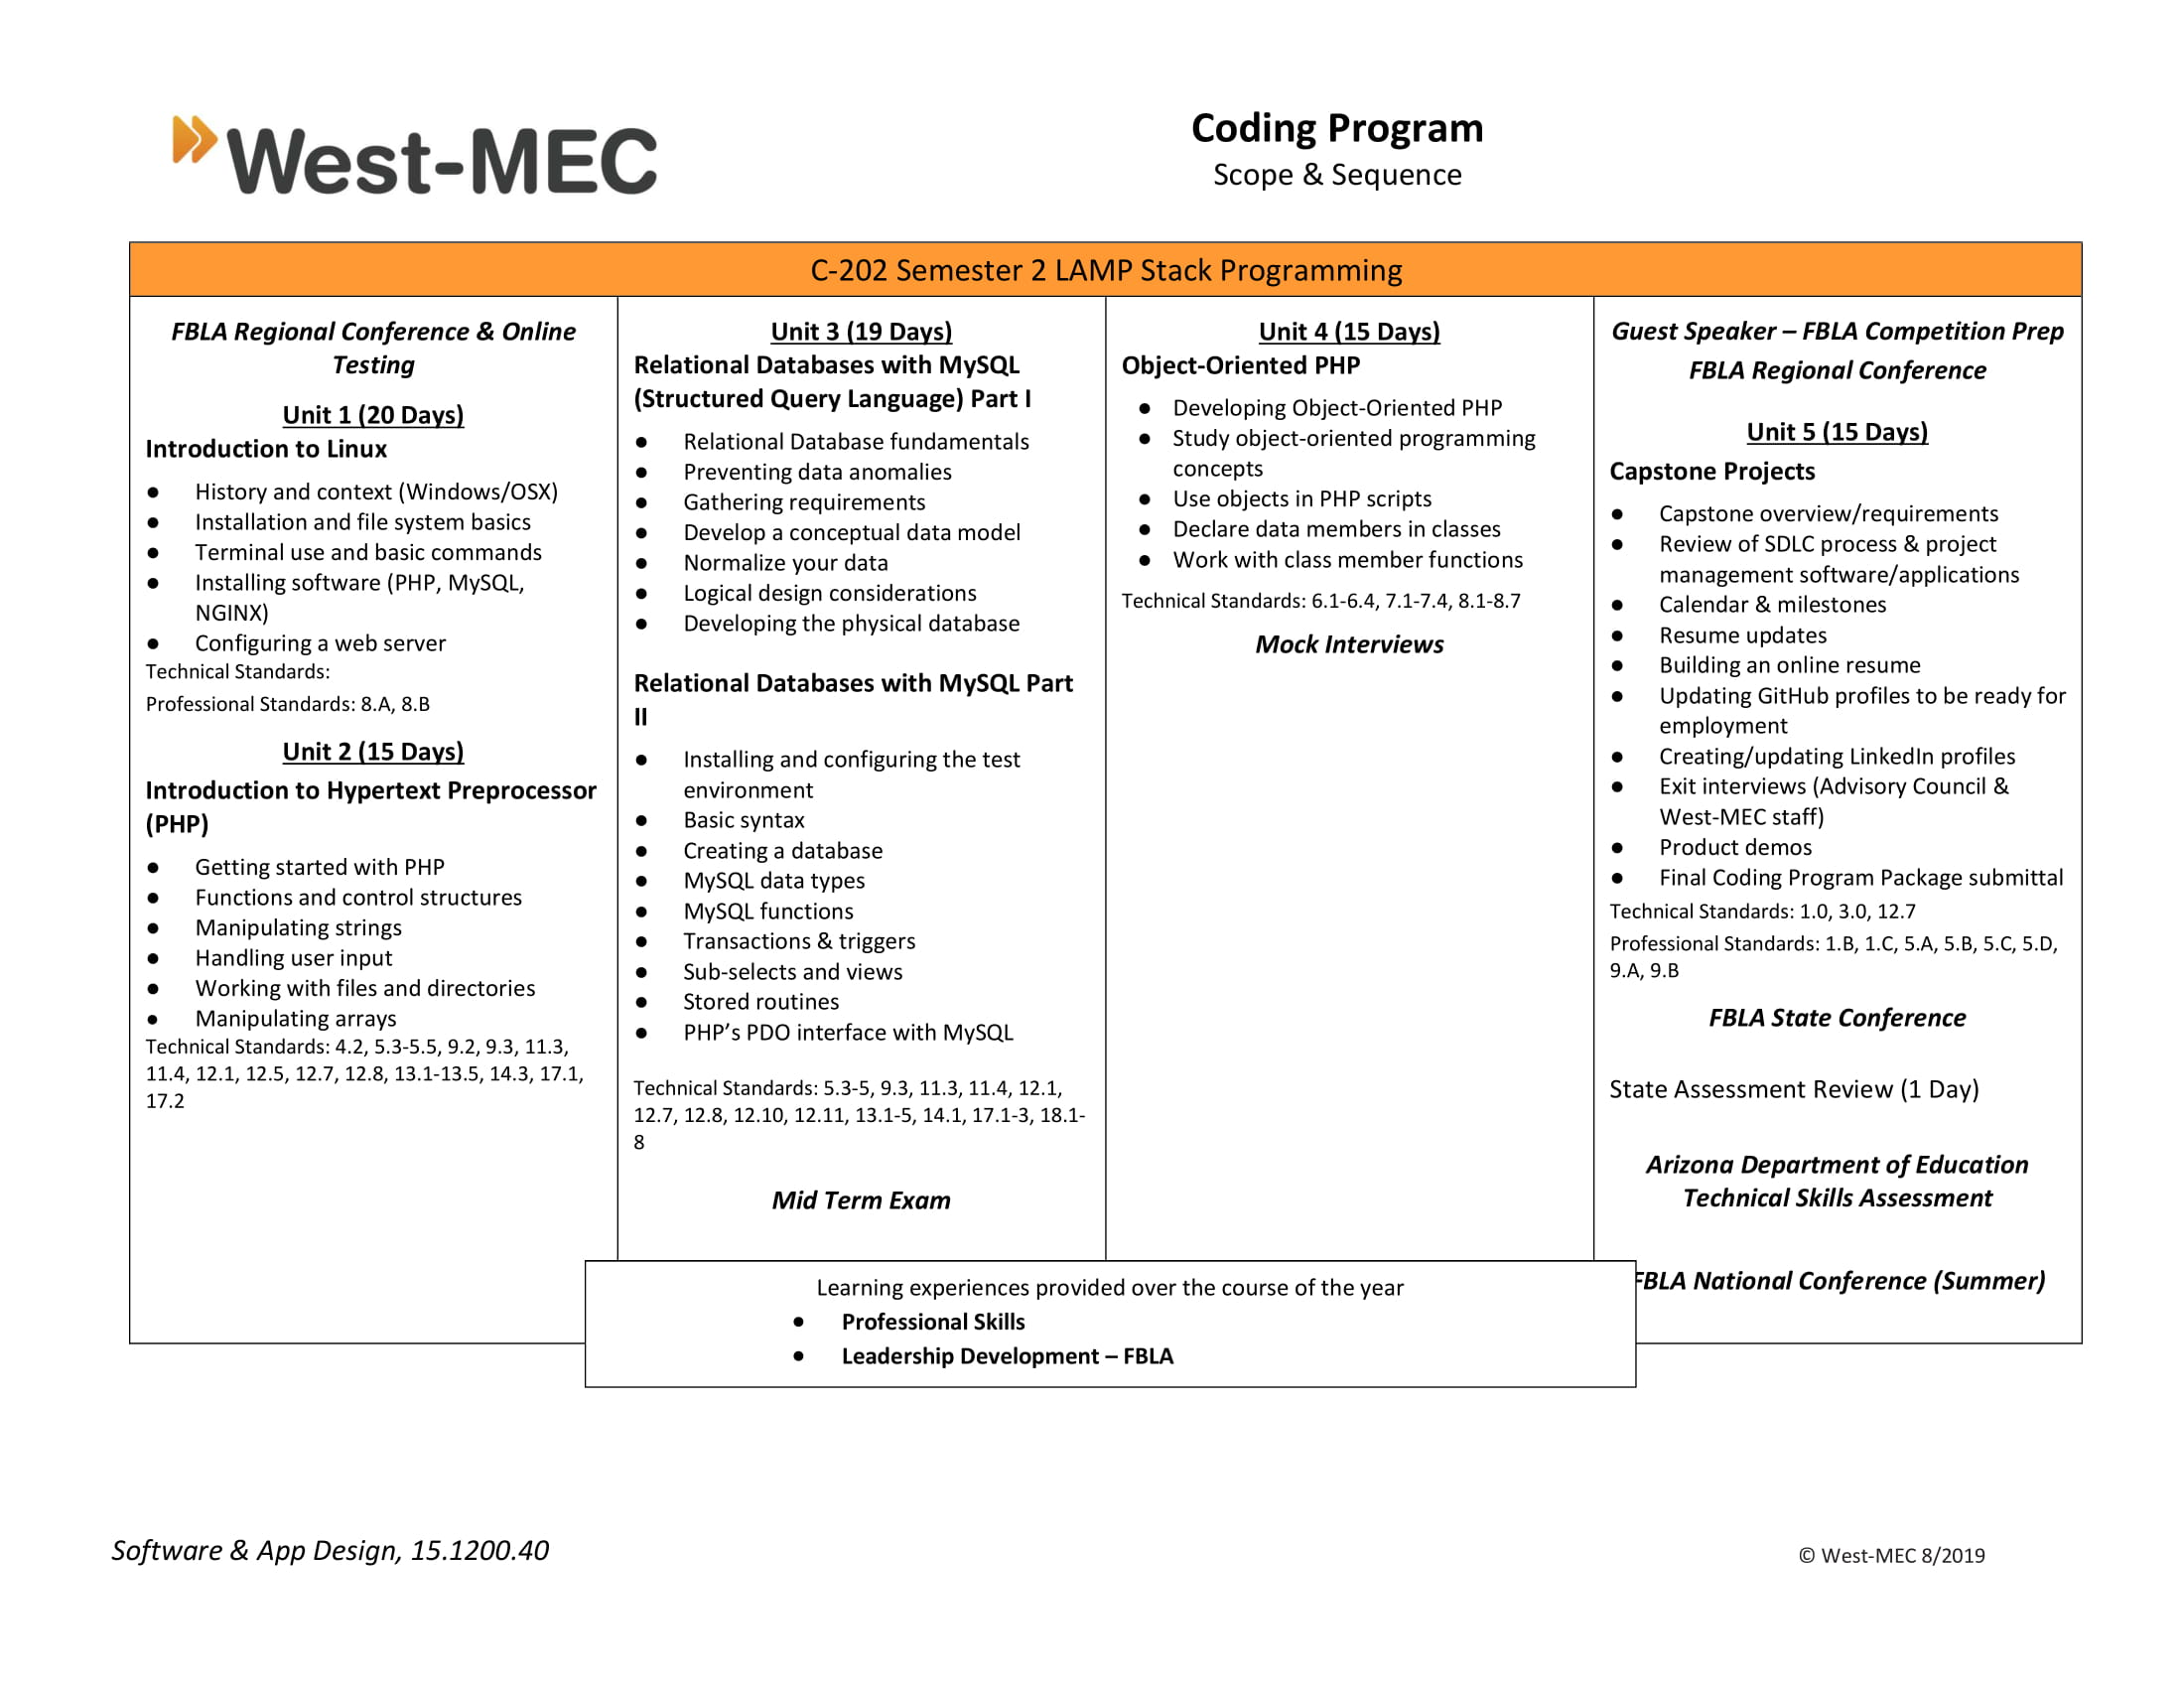 West-MEC
Coding Program
Scope & Sequence
C-202 Semester 2 LAMP Stack Programming
FBLA Regional Conference & Online
Testing
Unit 1 (20 Days)
Introduction to Linux
● History and context (Windows/OSX)
● Installation and file system basics
● Terminal use and basic commands
● Installing software (PHP, MySQL,
NGINX)
● Configuring a web server
Technical Standards:
Professional Standards: 8.A, 8.B
Unit 2 (15 Days)
Introduction to Hypertext Preprocessor
(PHP)
● Getting started with PHP
● Functions and control structures
● Manipulating strings
● Handling user input
● Working with files and directories
● Manipulating arrays
Technical Standards: 4.2, 5.3-5.5, 9.2, 9.3, 11.3,
11.4, 12.1, 12.5, 12.7, 12.8, 13.1-13.5, 14.3, 17.1,
17.2
Unit 3 (19 Days)
Relational Databases with MySQL
(Structured Query Language) Part I
● Relational Database fundamentals
● Preventing data anomalies
● Gathering requirements
● Develop a conceptual data model
● Normalize your data
● Logical design considerations
● Developing the physical database
Relational Databases with MySQL Part
II
● Installing and configuring the test
environment
● Basic syntax
● Creating a database
● MySQL data types
● MySQL functions
● Transactions & triggers
● Sub-selects and views
● Stored routines
● PHP’s PDO interface with MySQL
Technical Standards: 5.3-5, 9.3, 11.3, 11.4, 12.1,
12.7, 12.8, 12.10, 12.11, 13.1-5, 14.1, 17.1-3, 18.1-
8
Mid Term Exam
Unit 4 (15 Days)
Object-Oriented PHP
● Developing Object-Oriented PHP
● Study object-oriented programming
concepts
● Use objects in PHP scripts
● Declare data members in classes
● Work with class member functions
Technical Standards: 6.1-6.4, 7.1-7.4, 8.1-8.7
Mock Interviews
Guest Speaker – FBLA Competition Prep
FBLA Regional Conference
Unit 5 (15 Days)
Capstone Projects
● Capstone overview/requirements
● Review of SDLC process & project
management software/applications
● Calendar & milestones
● Resume updates
● Building an online resume
● Updating GitHub profiles to be ready for
employment
● Creating/updating LinkedIn profiles
● Exit interviews (Advisory Council &
West-MEC staff)
● Product demos
● Final Coding Program Package submittal
Technical Standards: 1.0, 3.0, 12.7
Professional Standards: 1.B, 1.C, 5.A, 5.B, 5.C, 5.D,
9.A, 9.B
FBLA State Conference
State Assessment Review (1 Day)
Arizona Department of Education
Technical Skills Assessment
FBLA National Conference (Summer)
Learning experiences provided over the course of the year
● Professional Skills
● Leadership Development – FBLA
Software & App Design, 15.1200.40
© West-MEC 8/2019